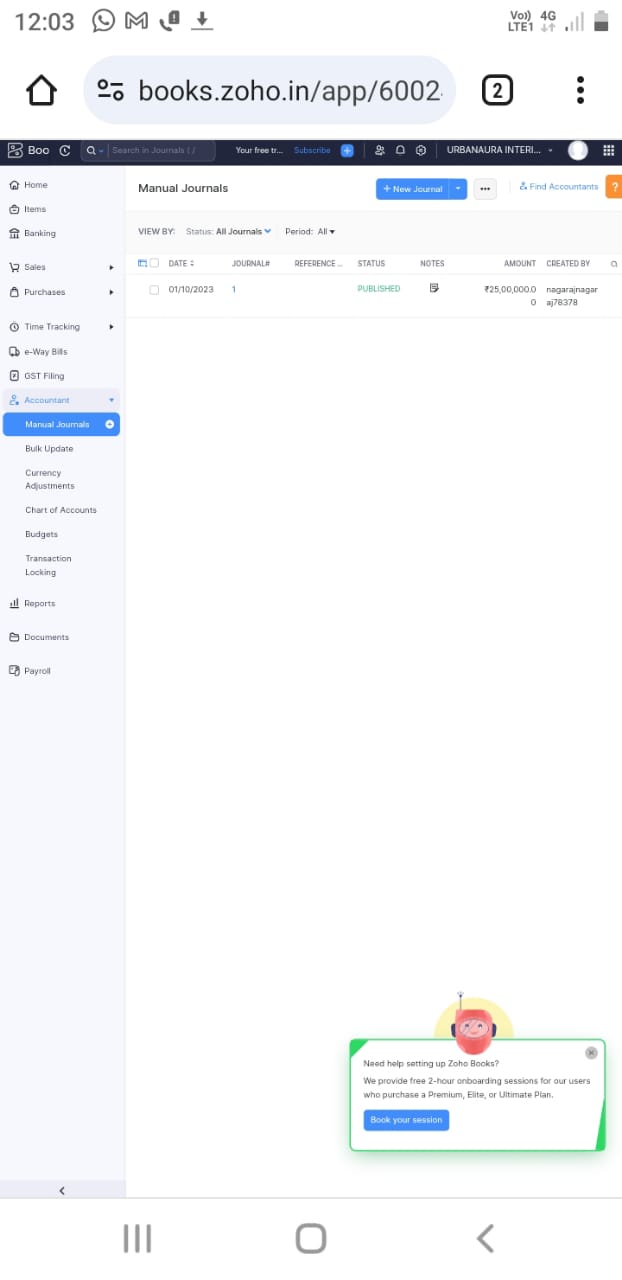 12:03
Vo)) 4G
LTE1
books.zoho.in/app/6002
2
Boo
Search in Journals ( /
Your free tr...
Subscribe
URBANAURA INTERI...
Home
Items
Banking
Sales
Purchases
Time Tracking
e-Way Bills
GST Filing
Accountant
Manual Journals
Bulk Update
Currency
Adjustments
Chart of Accounts
Budgets
Transaction
Locking
Reports
Documents
Payroll
Manual Journals
+ New Journal
Find Accountants
?
VIEW BY: Status: All Journals Period: All
DATE JOURNAL# REFERENCE ... STATUS NOTES AMOUNT CREATED BY
01/10/2023 1 PUBLISHED ₹25,00,000.0 nagarajnagar
0 aj78378
Need help setting up Zoho Books?
We provide free 2-hour onboarding sessions for our users
who purchase a Premium, Elite, or Ultimate Plan.
Book your session